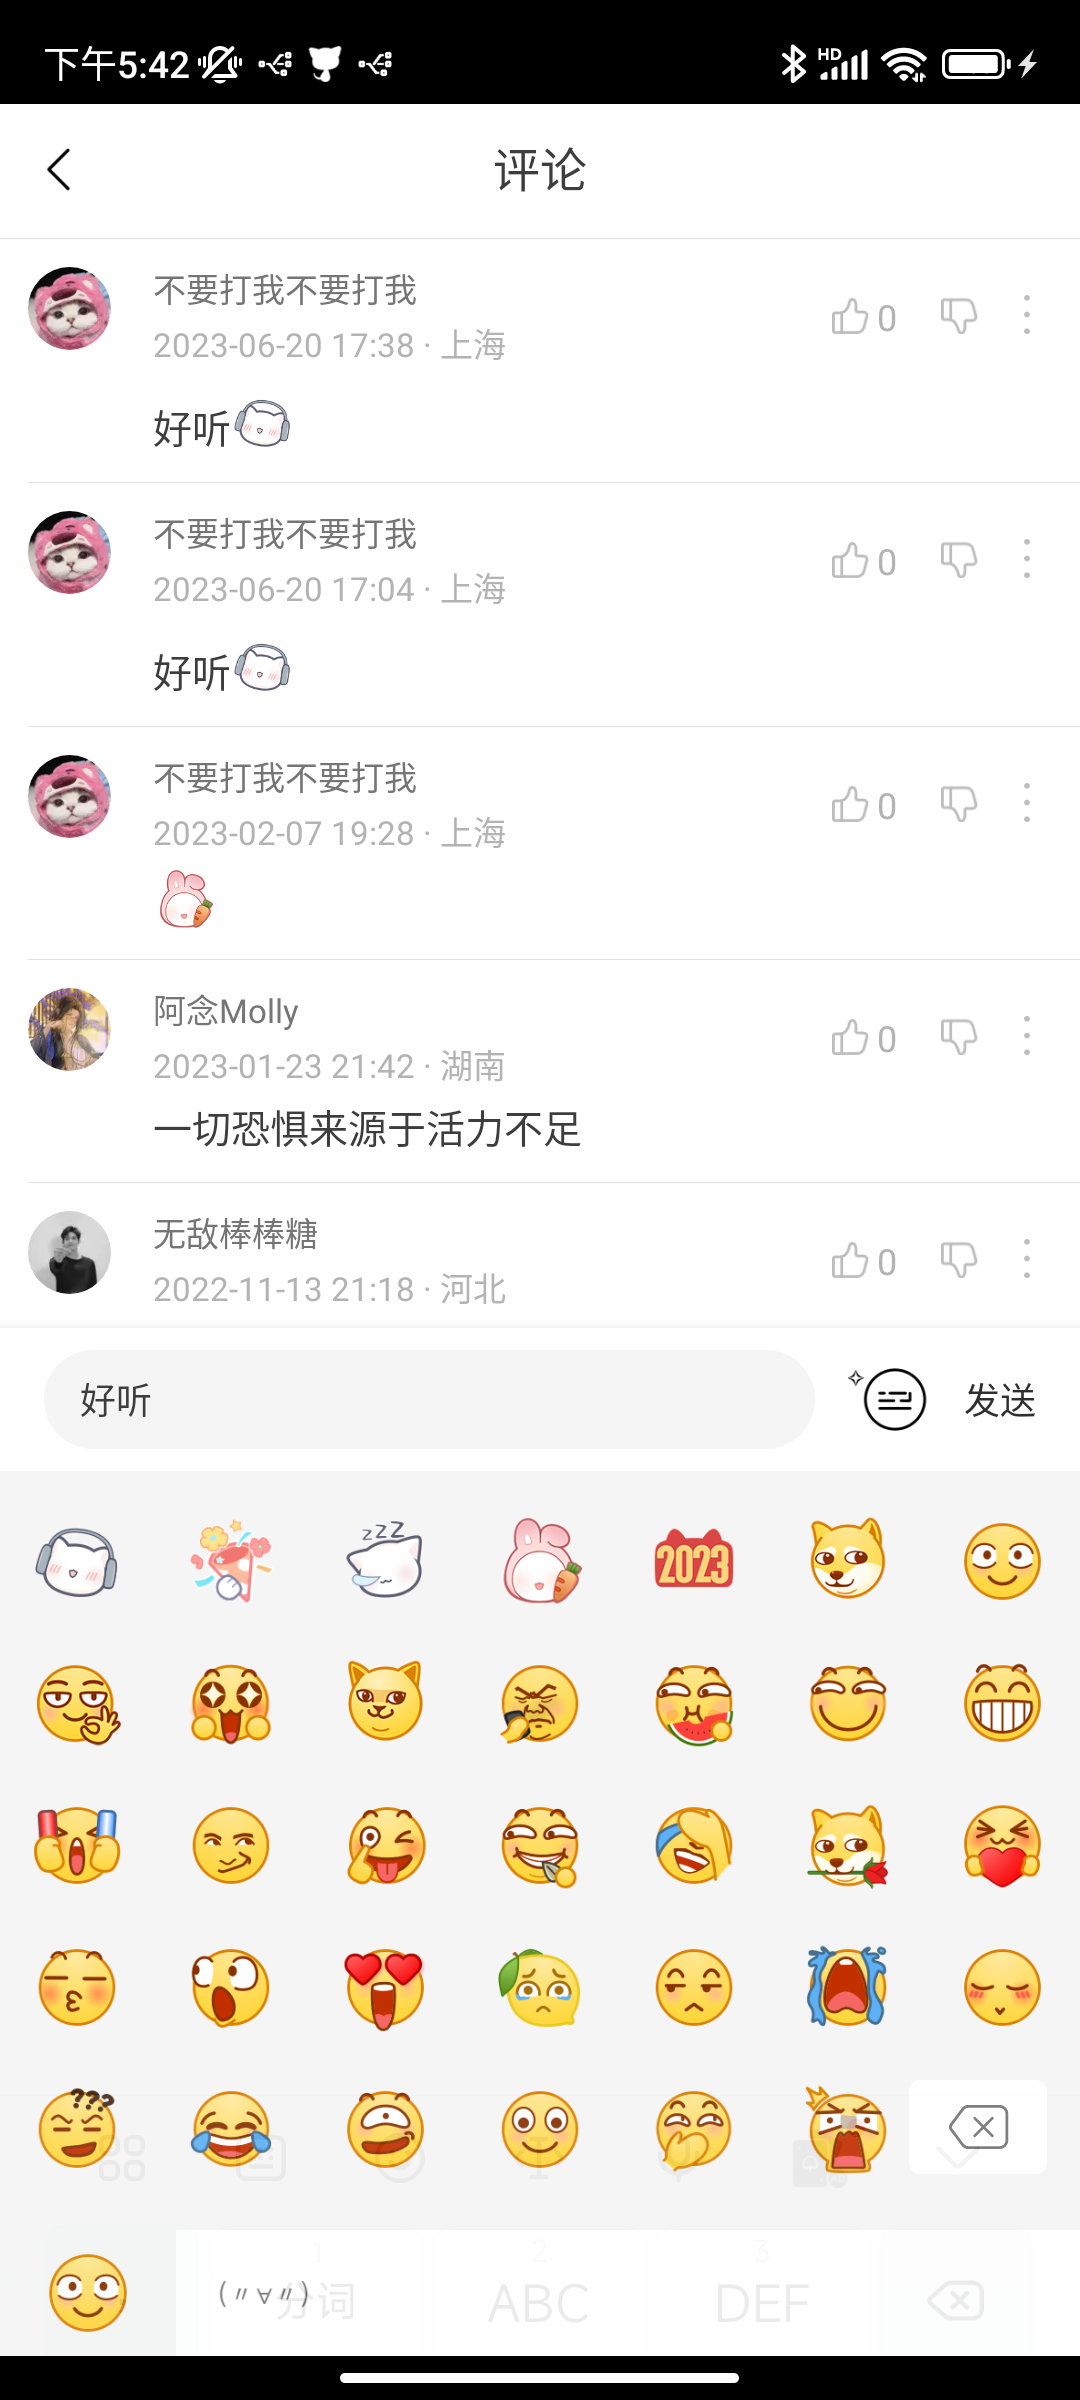 下午5:42
HD
评论
不要打我不要打我
2023-06-20 17:38 · 上海
0
好听
不要打我不要打我
2023-06-20 17:04 · 上海
0
好听
不要打我不要打我
2023-02-07 19:28 · 上海
0
阿念Molly
2023-01-23 21:42 · 湖南
0
一切恐惧来源于活力不足
无敌棒棒糖
2022-11-13 21:18 · 河北
0
好听
发送
zzz
2023
???
1 2 3
(〃∀〃)
分词 ABC DEF